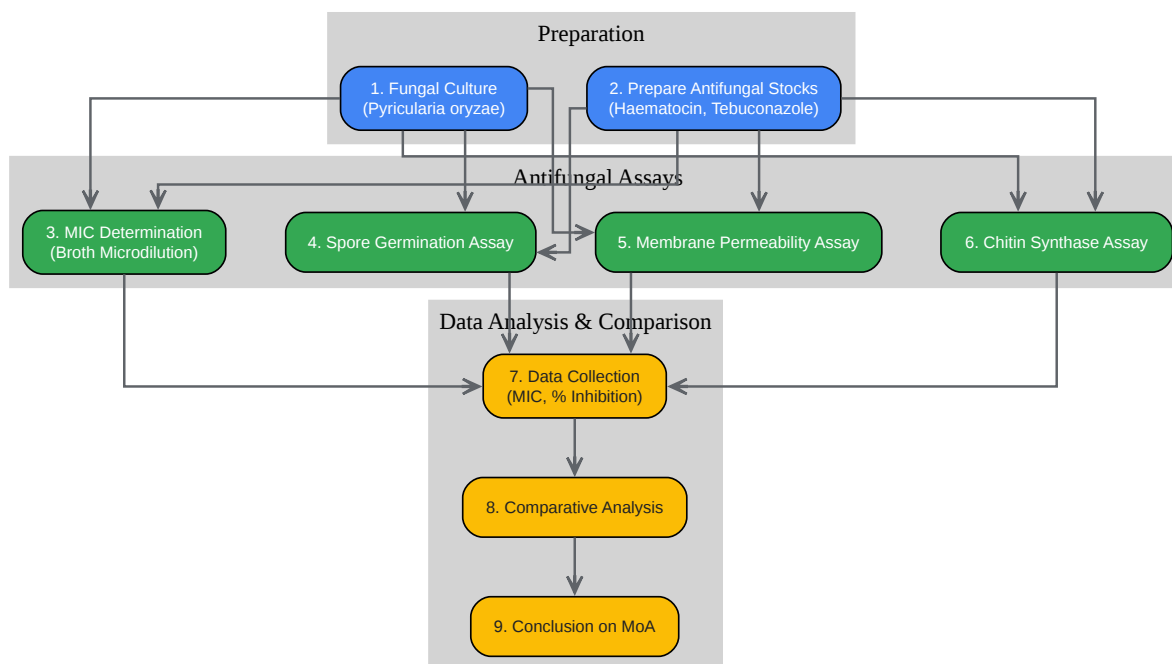 Preparation
1. Fungal Culture
(Pyricularia oryzae)
2. Prepare Antifungal Stocks
(Haematocin, Tebuconazole)
Antifungal Assays
3. MIC Determination
(Broth Microdilution)
4. Spore Germination Assay
5. Membrane Permeability Assay
6. Chitin Synthase Assay
Data Analysis & Comparison
7. Data Collection
(MIC, % Inhibition)
8. Comparative Analysis
9. Conclusion on MoA